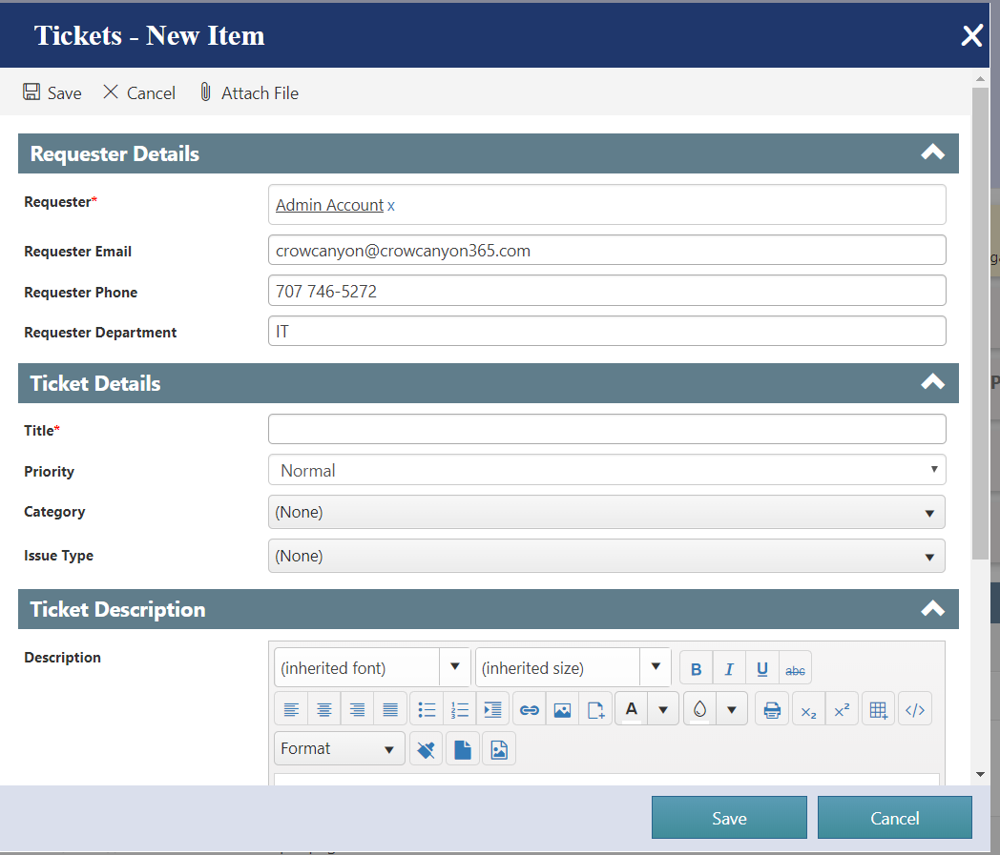 Tickets - New Item
Save Cancel Attach File
Requester Details
Requester* Admin Account x
Requester Email crowcanyon@crowcanyon365.com
Requester Phone 707 746-5272
Requester Department IT
Ticket Details
Title*
Priority Normal
Category (None)
Issue Type (None)
Ticket Description
Description (inherited font) (inherited size) B I U abc
A x₂ x² </>
Format
Save Cancel